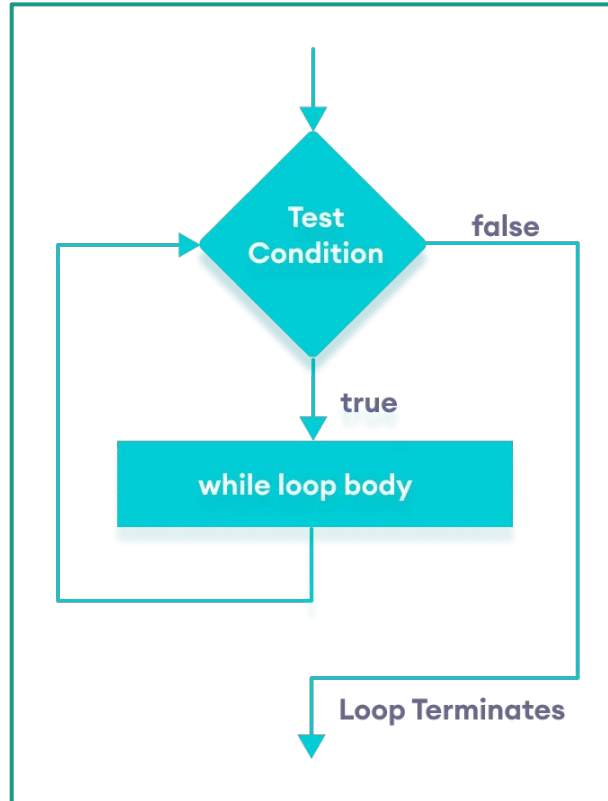 Test
Condition
false
true
while loop body
Loop Terminates